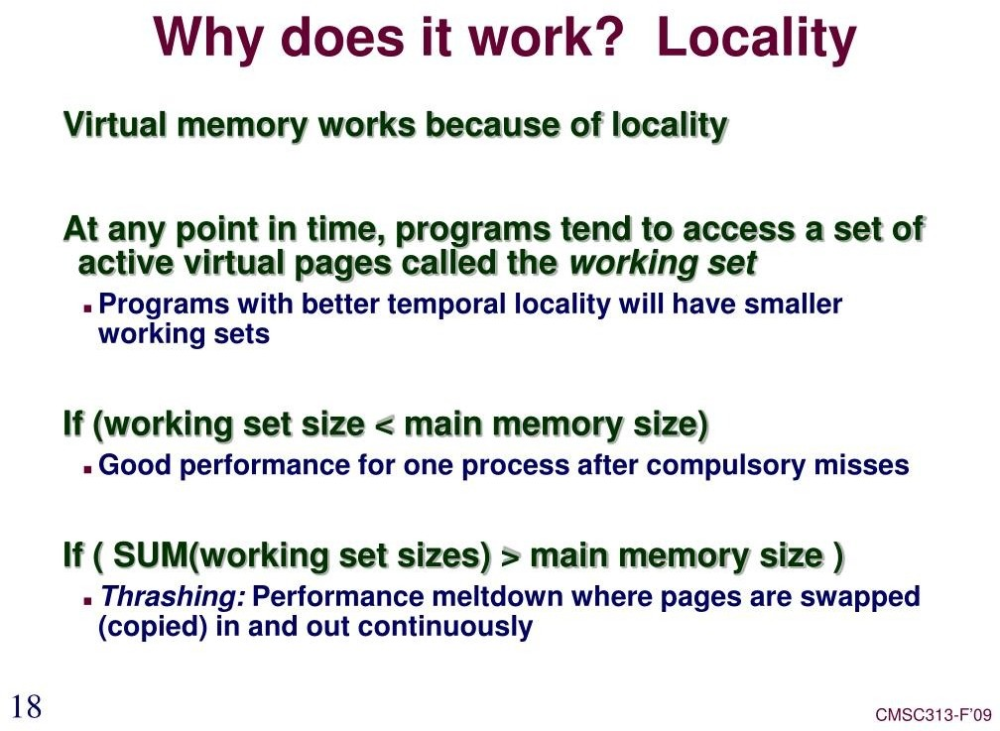 Why does it work?  Locality
Virtual memory works because of locality
At any point in time, programs tend to access a set of
active virtual pages called the working set
Programs with better temporal locality will have smaller
working sets
If (working set size < main memory size)
Good performance for one process after compulsory misses
If ( SUM(working set sizes) > main memory size )
Thrashing: Performance meltdown where pages are swapped
(copied) in and out continuously
18
CMSC313-F’09